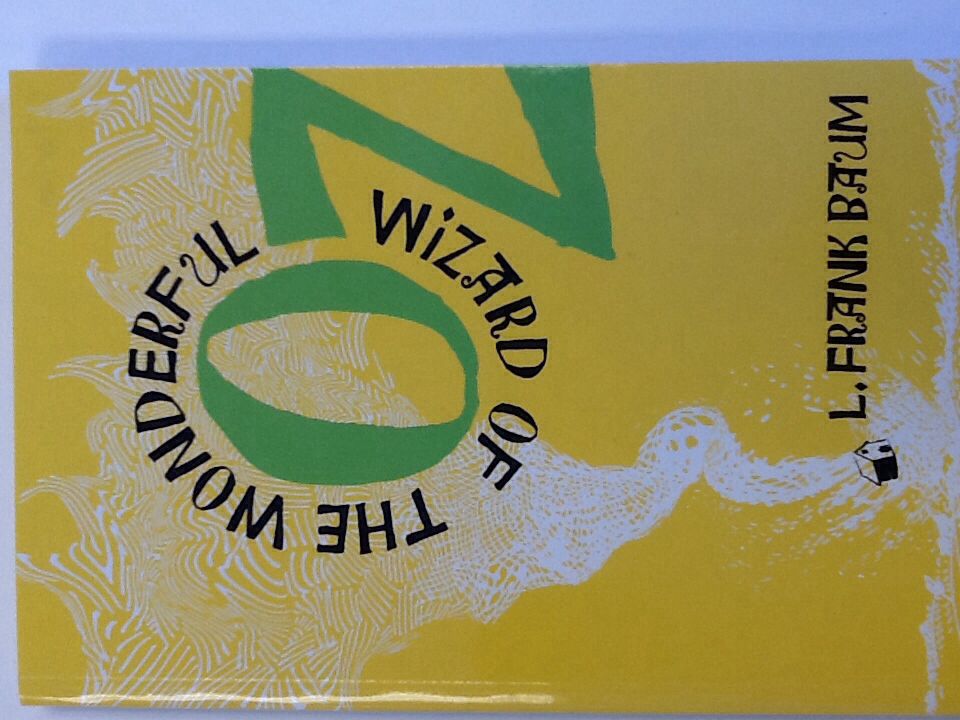 THE WONDERFUL
WiZARD OF
OZ
L. FRANK BAUM